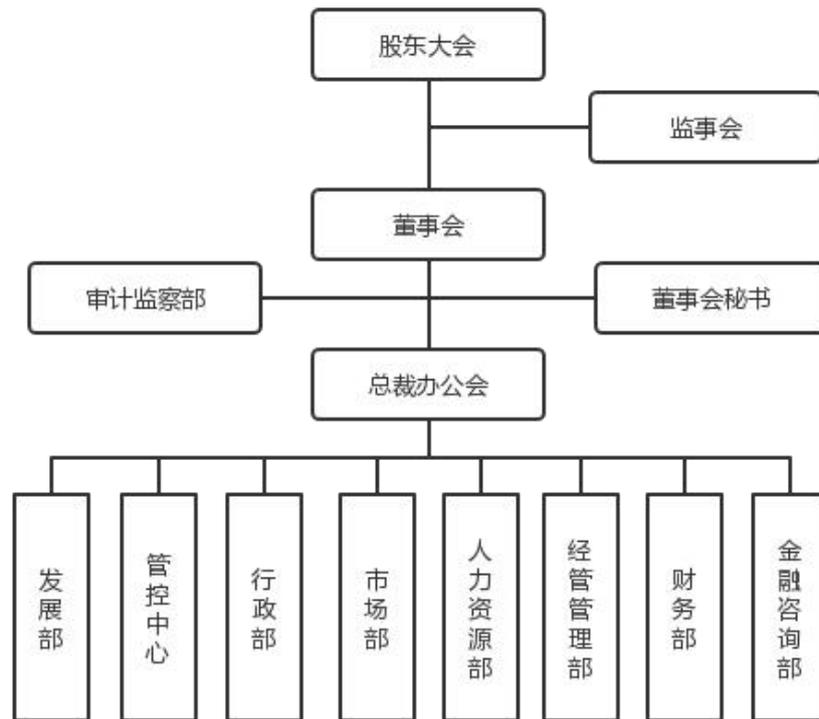 股东大会
监事会
董事会
审计监察部
董事会秘书
总裁办公会
发展部
管控中心
行政部
市场部
人力资源部
经管管理部
财务部
金融咨询部